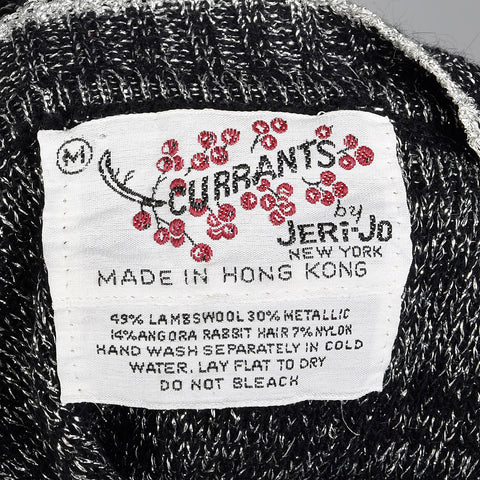 M
CURRANTS
by
JERI-JO
NEW YORK
MADE IN HONG KONG
49% LAMBSWOOL 30% METALLIC
14% ANGORA RABBIT HAIR 7% NYLON
HAND WASH SEPARATELY IN COLD
WATER, LAY FLAT TO DRY
DO NOT BLEACH